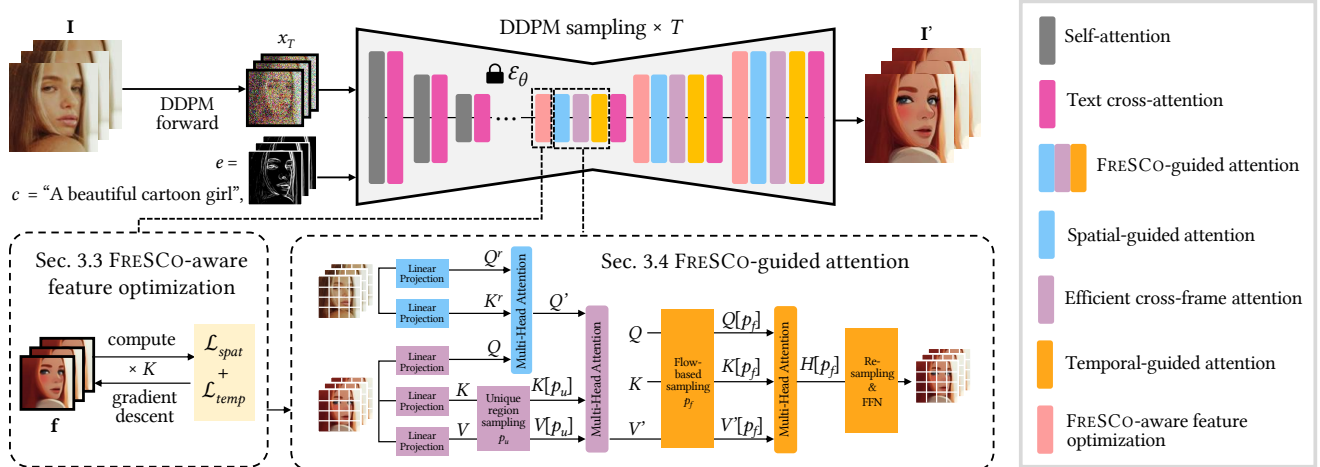 I
x_T
DDPM sampling × T
I'
DDPM
forward
ε_θ
...
e =
c = “A beautiful cartoon girl”,
Sec. 3.3 FRESCO-aware
feature optimization
compute
× K
gradient
descent
f
ℒ_spat
+
ℒ_temp
Sec. 3.4 FRESCO-guided attention
Linear
Projection
Q^r
Linear
Projection
K^r
Multi-Head Attention
Q'
Linear
Projection
Q
Linear
Projection
K
Unique
region
sampling
p_u
K[p_u]
Linear
Projection
V
V[p_u]
Multi-Head Attention
V'
Q
K
Flow-
based
sampling
p_f
Q[p_f]
K[p_f]
V'[p_f]
Multi-Head Attention
H[p_f]
Re-
sampling
&
FFN
Self-attention
Text cross-attention
FRESCO-guided attention
Spatial-guided attention
Efficient cross-frame attention
Temporal-guided attention
FRESCO-aware feature
optimization